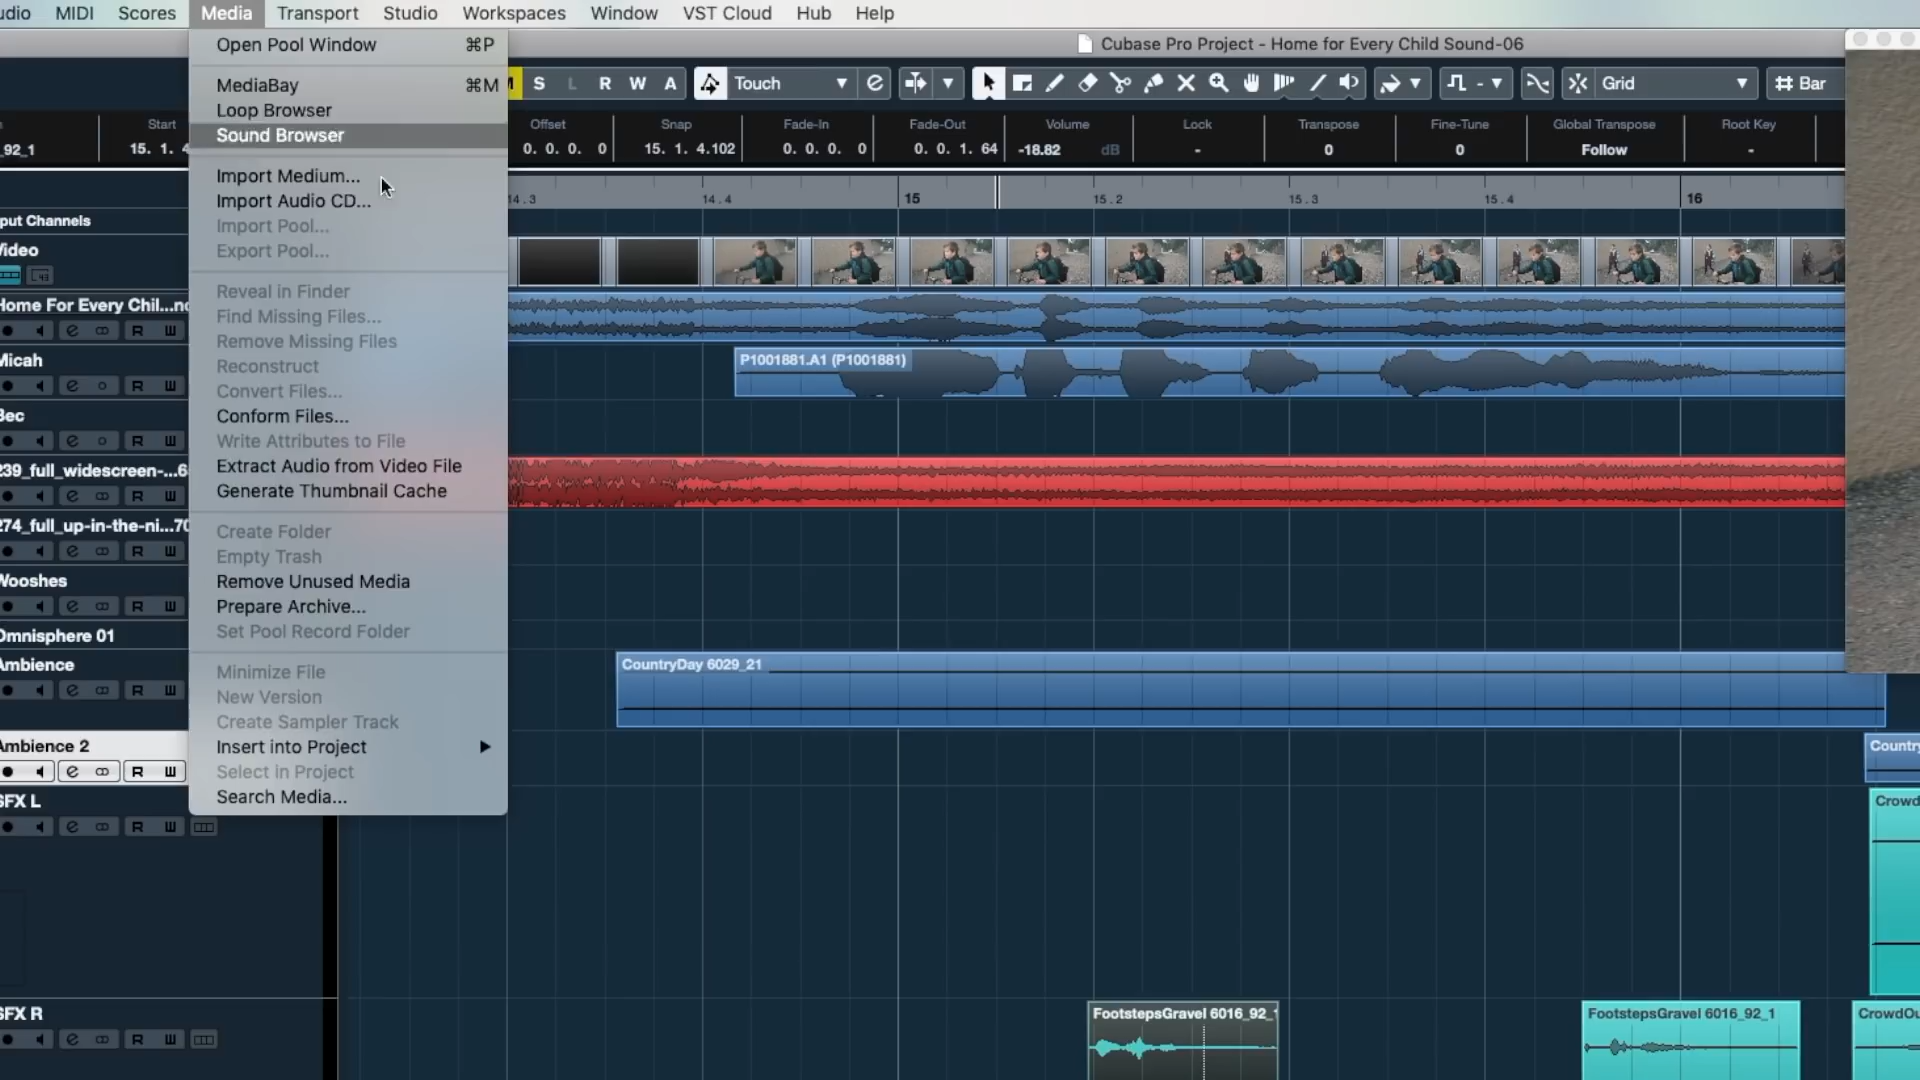 MIDI Scores Media Transport Studio Workspaces Window VST Cloud Hub Help
Cubase Pro Project - Home for Every Child Sound-06
S L R W A Touch Grid Bar
Open Pool Window ⌘P
MediaBay ⌘M
Loop Browser
Sound Browser
Import Medium...
Import Audio CD...
Import Pool...
Export Pool...
Reveal in Finder
Find Missing Files...
Remove Missing Files
Reconstruct
Convert Files...
Conform Files...
Write Attributes to File
Extract Audio from Video File
Generate Thumbnail Cache
Create Folder
Empty Trash
Remove Unused Media
Prepare Archive...
Set Pool Record Folder
Minimize File
New Version
Create Sampler Track
Insert into Project
Select in Project
Search Media...
Start Offset Snap Fade-In Fade-Out Volume Lock Transpose Fine-Tune Global Transpose Root Key
_92_1 15. 1. 4 0. 0. 0. 0 15. 1. 4.102 0. 0. 0. 0 0. 0. 1. 64 -18.82 dB - 0 0 Follow -
14.3 14.4 15 15.2 15.3 15.4 16
put Channels
Video
Home For Every Chil...no
R W
Micah
R W
P1001881.A1 (P1001881)
Bec
R W
239_full_widescreen-...6
R W
274_full_up-in-the-ni...70
R W
Wooshes
R W
Omnisphere 01
Ambience
R W
CountryDay 6029_21
Ambience 2
R W
Country
SFX L
R W
Crowd
SFX R
R W
FootstepsGravel 6016_92_1
FootstepsGravel 6016_92_1
CrowdOu